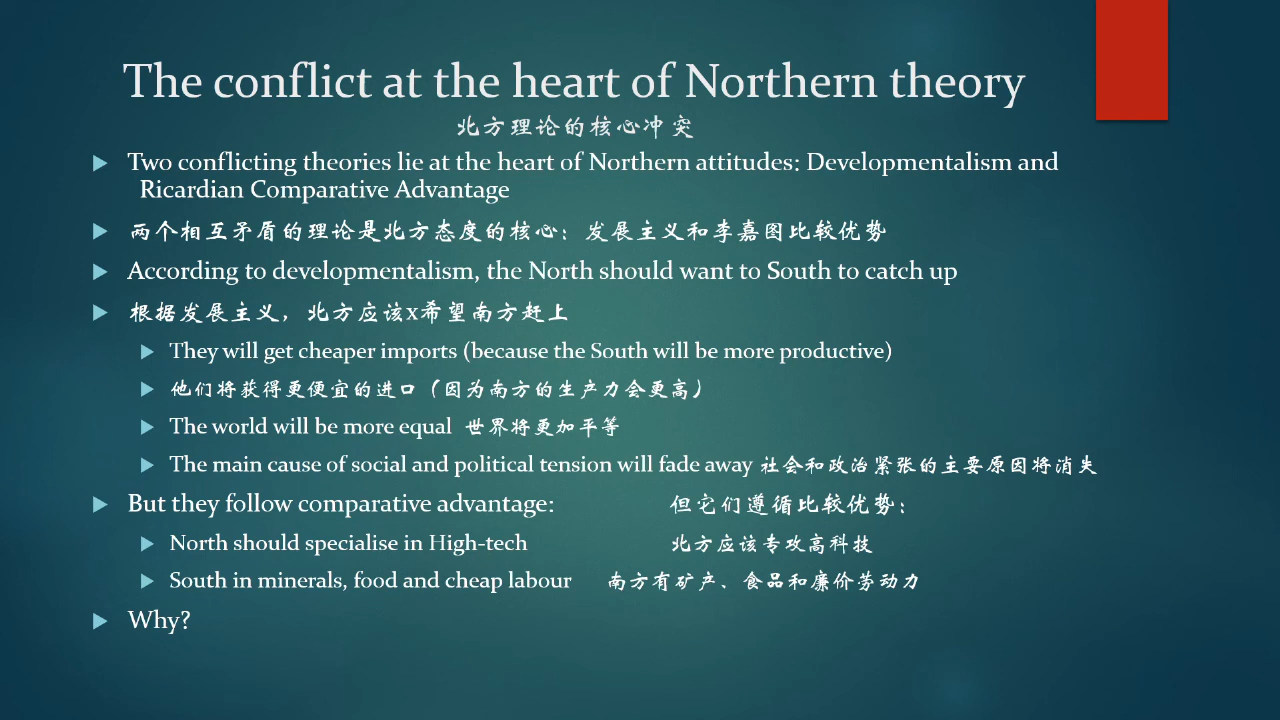 The conflict at the heart of Northern theory
北方理论的核心冲突
Two conflicting theories lie at the heart of Northern attitudes: Developmentalism and
Ricardian Comparative Advantage
两个相互矛盾的理论是北方态度的核心：发展主义和李嘉图比较优势
According to developmentalism, the North should want to South to catch up
根据发展主义，北方应该x希望南方赶上
They will get cheaper imports (because the South will be more productive)
他们将获得更便宜的进口（因为南方的生产力会更高）
The world will be more equal 世界将更加平等
The main cause of social and political tension will fade away 社会和政治紧张的主要原因将消失
But they follow comparative advantage: 但它们遵循比较优势：
North should specialise in High-tech 北方应该专攻高科技
South in minerals, food and cheap labour 南方有矿产、食品和廉价劳动力
Why?